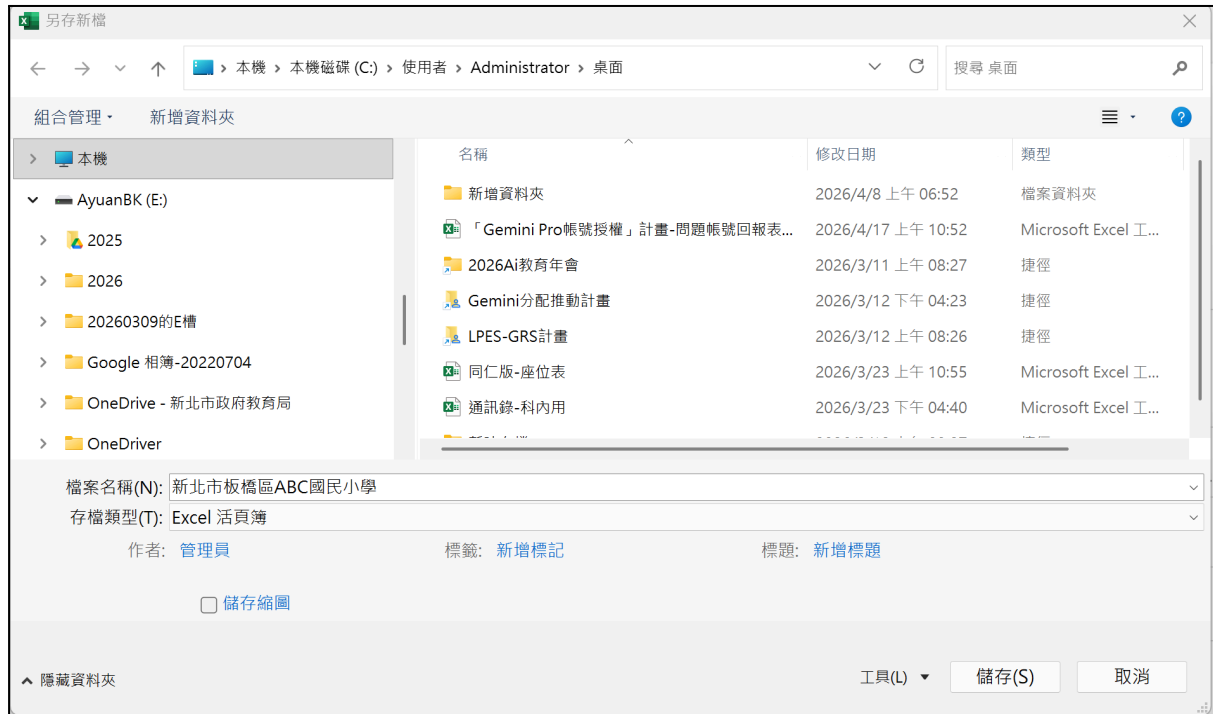 另存新檔
本機 › 本機磁碟 (C:) › 使用者 › Administrator › 桌面
搜尋 桌面
組合管理
新增資料夾
本機
AyuanBK (E:)
2025
2026
20260309的E槽
Google 相簿-20220704
OneDrive - 新北市政府教育局
OneDriver
名稱 修改日期 類型
新增資料夾 2026/4/8 上午 06:52 檔案資料夾
「Gemini Pro帳號授權」計畫-問題帳號回報表... 2026/4/17 上午 10:52 Microsoft Excel 工...
2026Ai教育年會 2026/3/11 上午 08:27 捷徑
Gemini分配推動計畫 2026/3/12 下午 04:23 捷徑
LPES-GRS計畫 2026/3/12 上午 08:26 捷徑
同仁版-座位表 2026/3/23 上午 10:55 Microsoft Excel 工...
通訊錄-科內用 2026/3/23 下午 04:40 Microsoft Excel 工...
檔案名稱(N): 新北市板橋區ABC國民小學
存檔類型(T): Excel 活頁簿
作者: 管理員 標籤: 新增標記 標題: 新增標題
儲存縮圖
隱藏資料夾
工具(L) 儲存(S) 取消